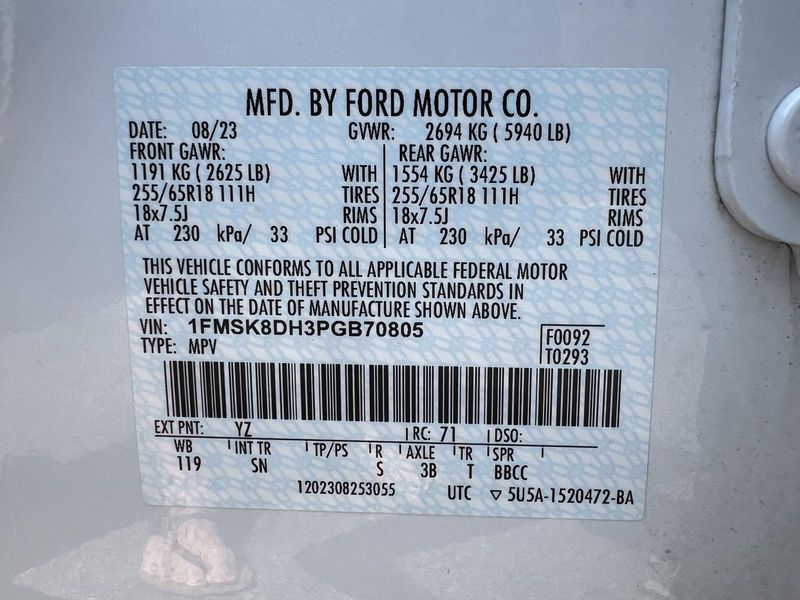 MFD. BY FORD MOTOR CO.
DATE: 08/23 GVWR: 2694 KG ( 5940 LB)
FRONT GAWR: REAR GAWR:
1191 KG ( 2625 LB) WITH 1554 KG ( 3425 LB) WITH
255/65R18 111H TIRES 255/65R18 111H TIRES
18x7.5J RIMS 18x7.5J RIMS
AT 230 kPa/ 33 PSI COLD AT 230 kPa/ 33 PSI COLD
THIS VEHICLE CONFORMS TO ALL APPLICABLE FEDERAL MOTOR
VEHICLE SAFETY AND THEFT PREVENTION STANDARDS IN
EFFECT ON THE DATE OF MANUFACTURE SHOWN ABOVE.
VIN: 1FMSK8DH3PGB70805 F0092
TYPE: MPV T0293
EXT PNT: YZ RC: 71 DSO:
WB INT TR TP/PS R AXLE TR SPR
119 SN S 3B T BBCC
1202308253055 UTC ▽ 5U5A-1520472-BA